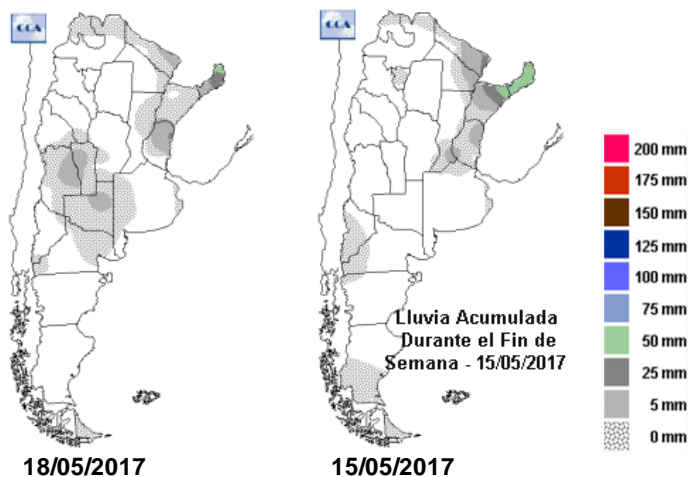 CCA
CCA
Lluvia Acumulada
Durante el Fin de
Semana - 15/05/2017
200 mm
175 mm
150 mm
125 mm
100 mm
75 mm
50 mm
25 mm
5 mm
0 mm
18/05/2017
15/05/2017